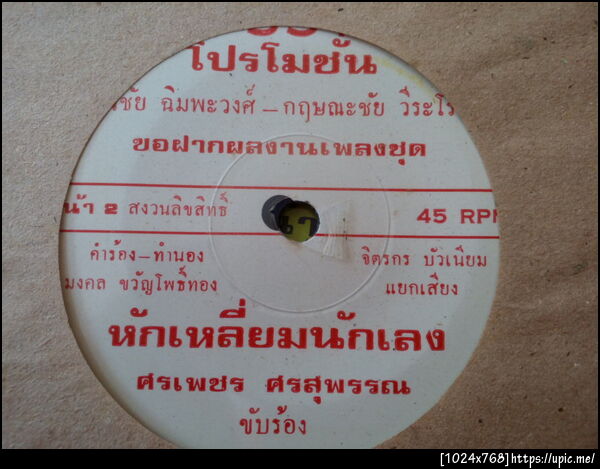 โปรโมชั่น
ชัย ฉิมพะวงศ์ – กฤษณะชัย วีระโร
ขอฝากผลงานเพลงชุด
หน้า 2 สงวนลิขสิทธิ์
45 RPM
คำร้อง – ทำนอง
มงคล ขวัญโพธิ์ทอง
จิตรกร บัวเนียม
แยกเสียง
หักเหลี่ยมนักเลง
ศรเพชร ศรสุพรรณ
ขับร้อง
[1024x768]https://upic.me/